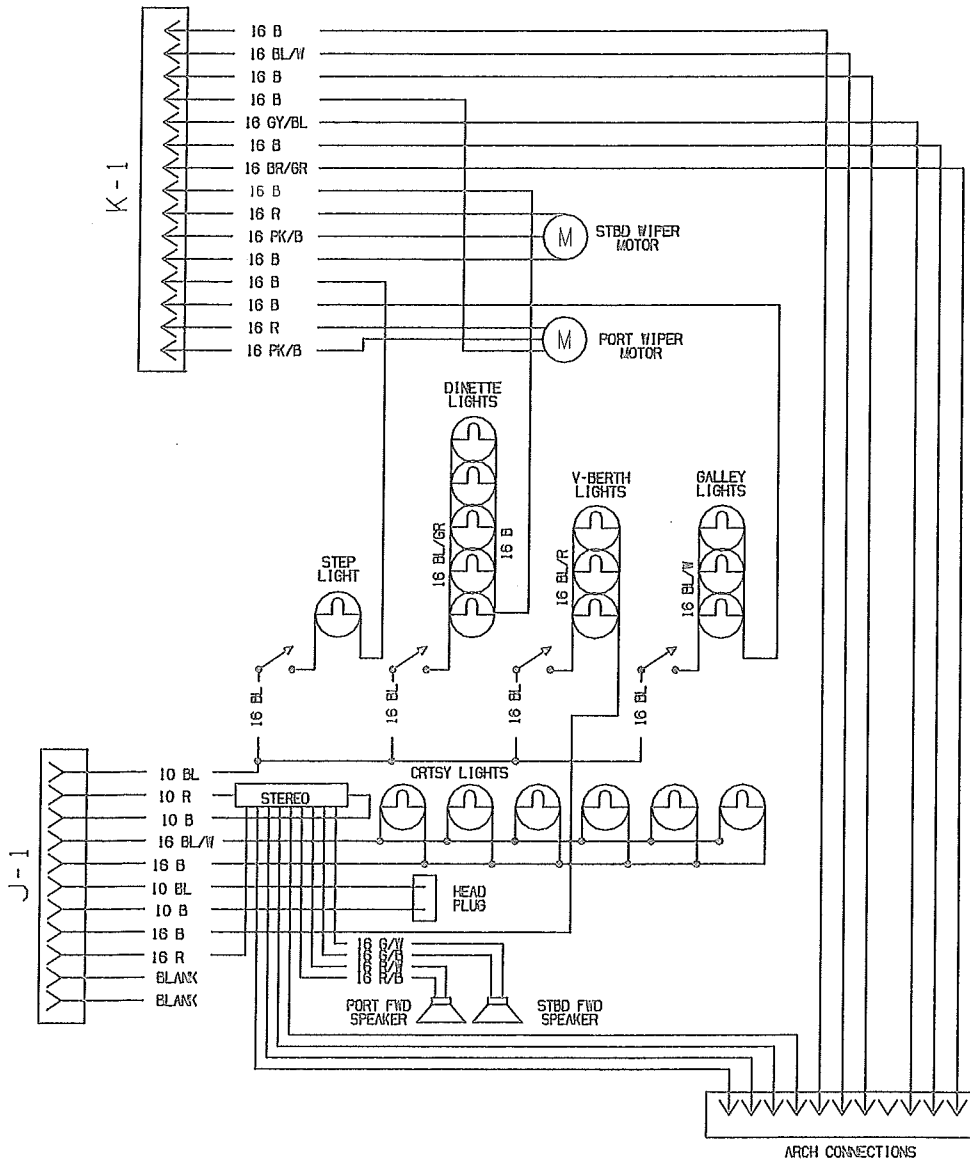 K-1
16 B
16 BL/W
16 B
16 B
16 GY/BL
16 B
16 BR/GR
16 B
16 R
16 PK/B
16 B
16 B
16 B
16 R
16 PK/B
M
STBD WIPER
MOTOR
M
PORT WIPER
MOTOR
DINETTE
LIGHTS
V-BERTH
LIGHTS
GALLEY
LIGHTS
STEP
LIGHT
16 BL/GR
16 B
16 BL/R
16 BL/W
16 BL
16 BL
16 BL
16 BL
J-1
10 BL
10 R
10 B
16 BL/W
16 B
10 BL
10 B
16 B
16 R
BLANK
BLANK
STEREO
CRTSY LIGHTS
HEAD
PLUG
16 G/W
16 G/B
16 R/W
16 R/B
PORT FWD
SPEAKER
STBD FWD
SPEAKER
ARCH CONNECTIONS